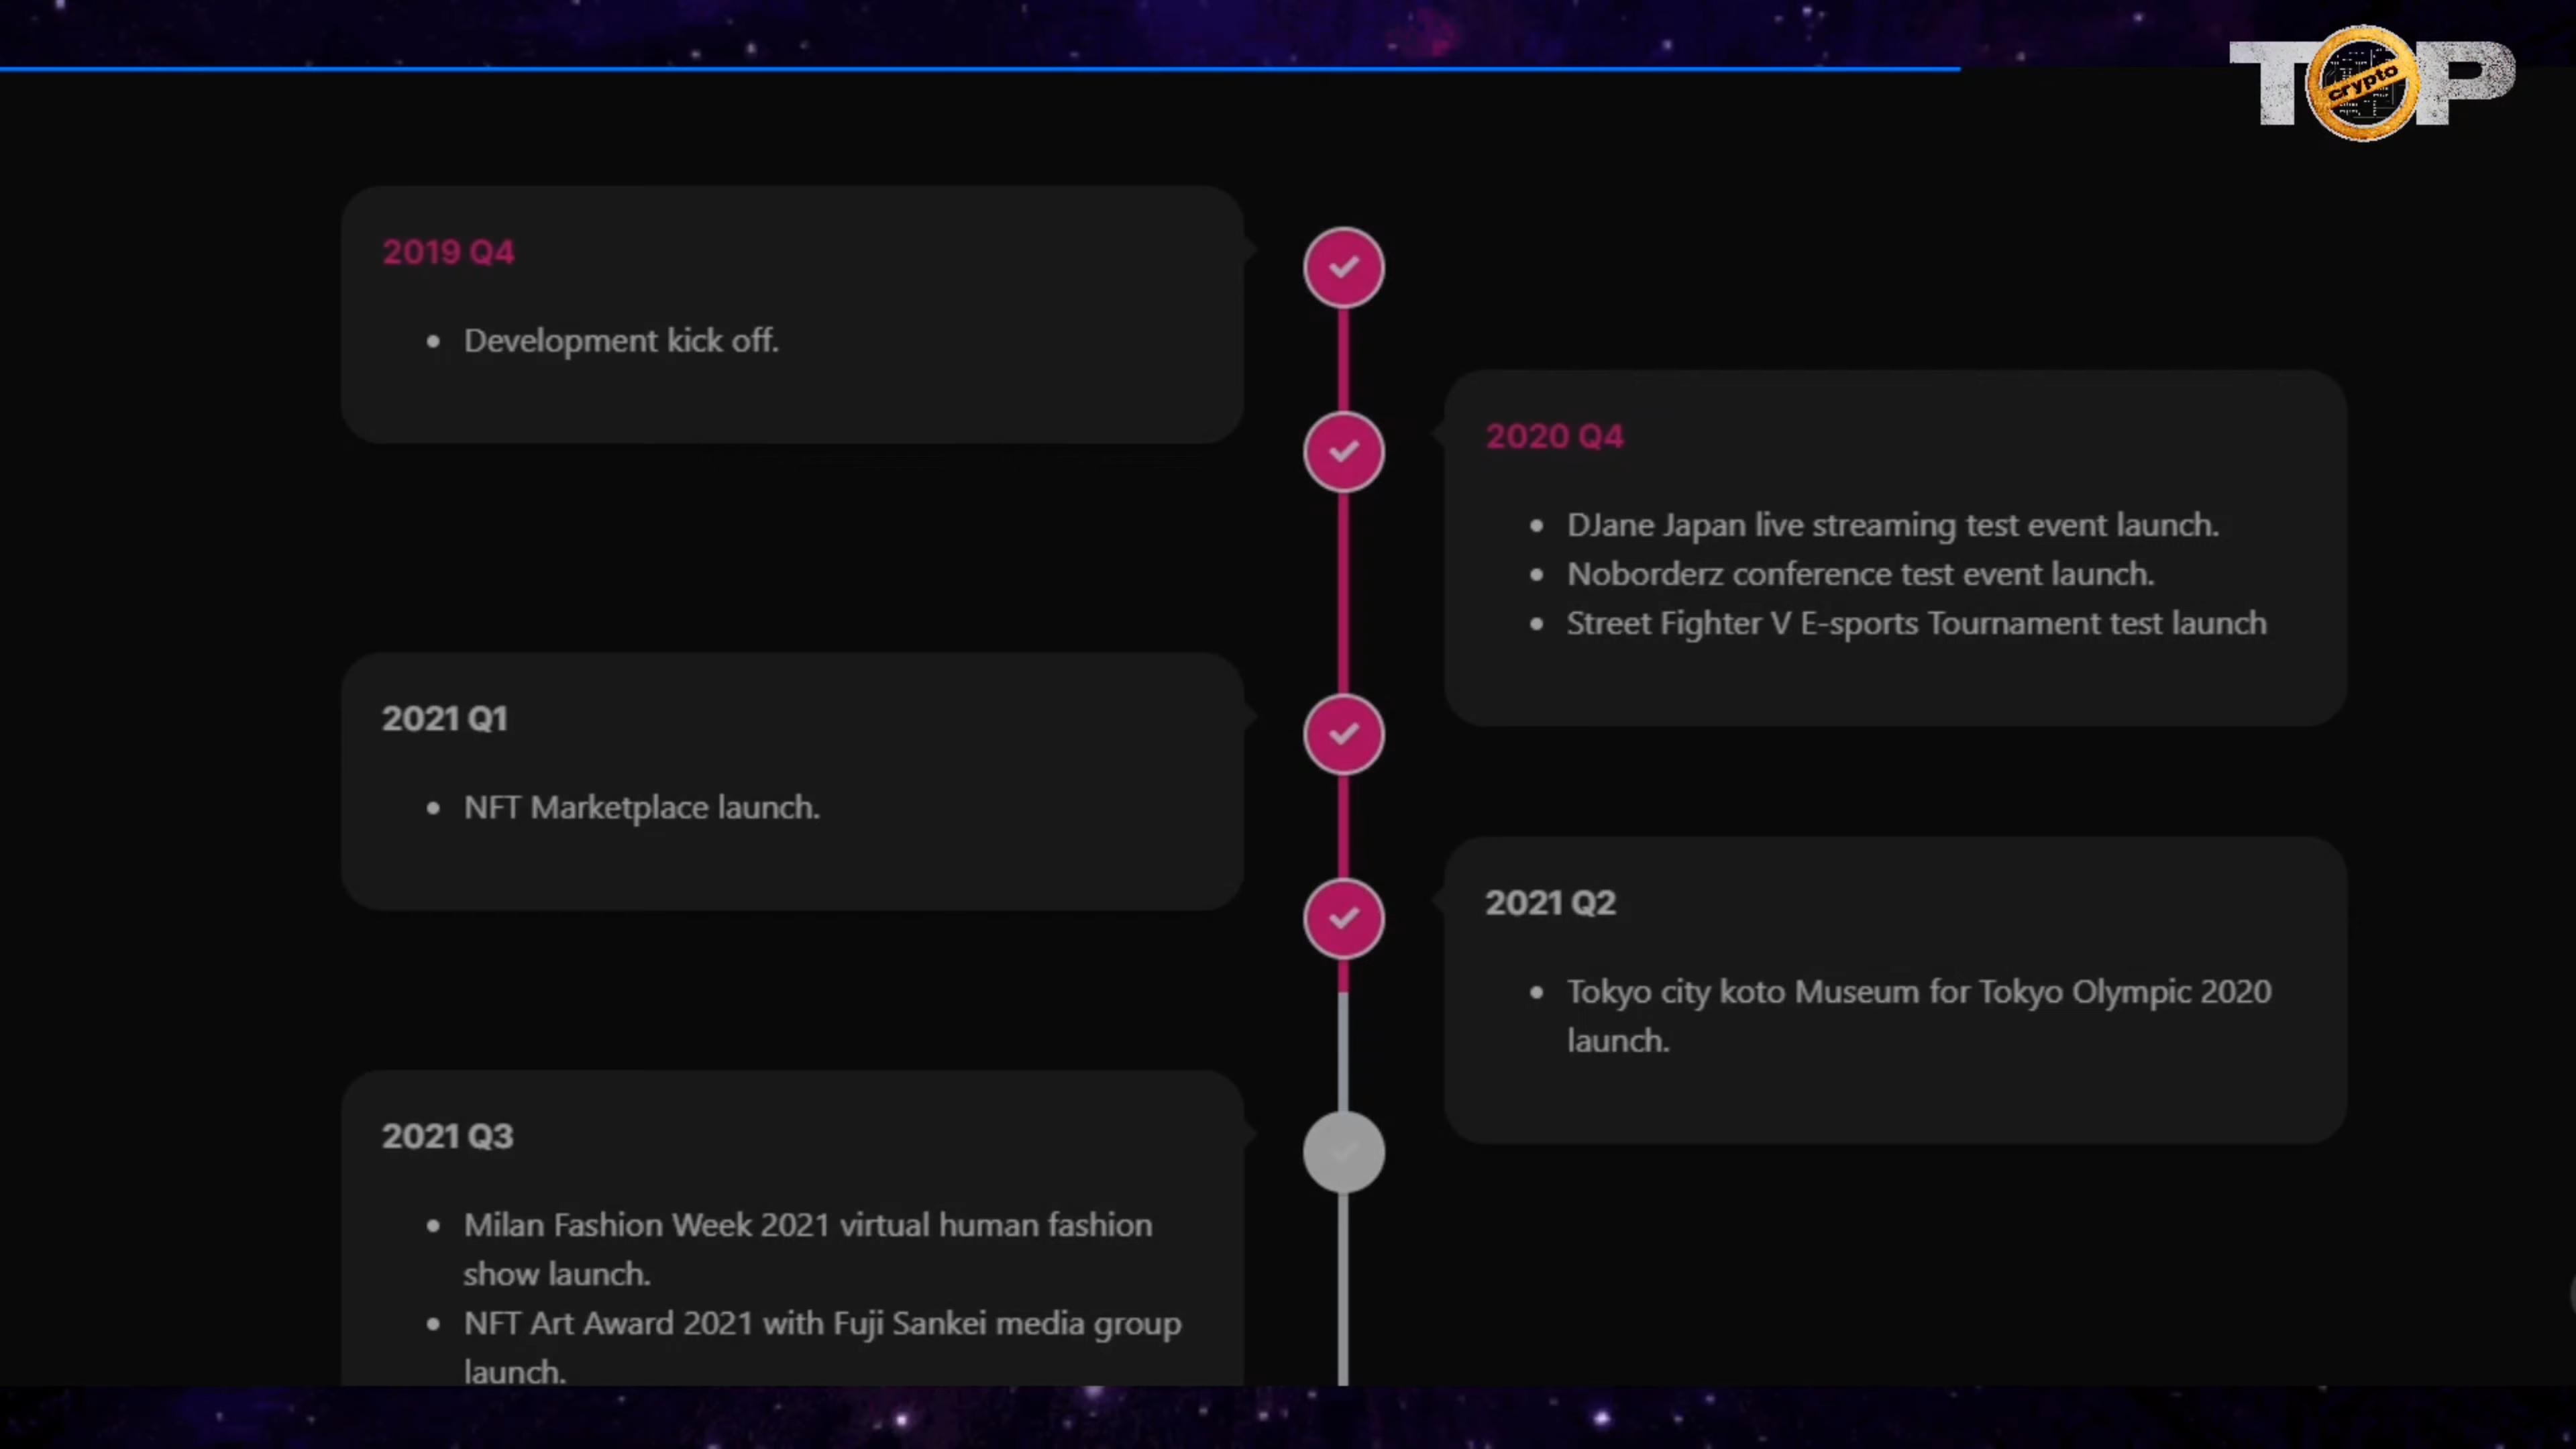 TOP
crypto
2019 Q4
Development kick off.
2020 Q4
DJane Japan live streaming test event launch.
Noborderz conference test event launch.
Street Fighter V E-sports Tournament test launch
2021 Q1
NFT Marketplace launch.
2021 Q2
Tokyo city koto Museum for Tokyo Olympic 2020
launch.
2021 Q3
Milan Fashion Week 2021 virtual human fashion
show launch.
NFT Art Award 2021 with Fuji Sankei media group
launch.